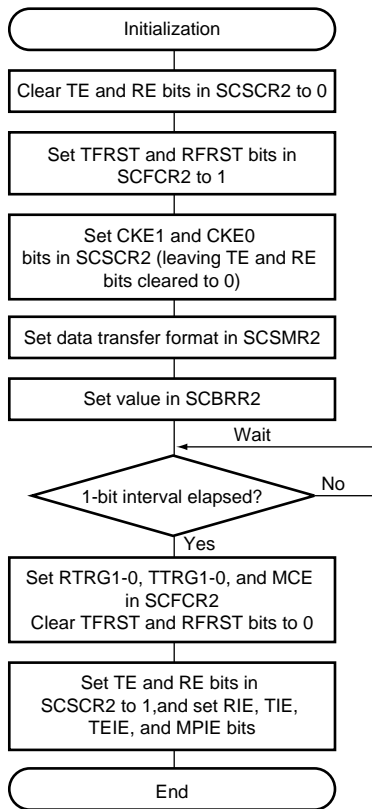 Initialization
Clear TE and RE bits in SCSCR2 to 0
Set TFRST and RFRST bits in
SCFCR2 to 1
Set CKE1 and CKE0
bits in SCSCR2 (leaving TE and RE
bits cleared to 0)
Set data transfer format in SCSMR2
Set value in SCBRR2
Wait
1-bit interval elapsed?
No
Yes
Set RTRG1-0, TTRG1-0, and MCE
in SCFCR2
Clear TFRST and RFRST bits to 0
Set TE and RE bits in
SCSCR2 to 1,and set RIE, TIE,
TEIE, and MPIE bits
End